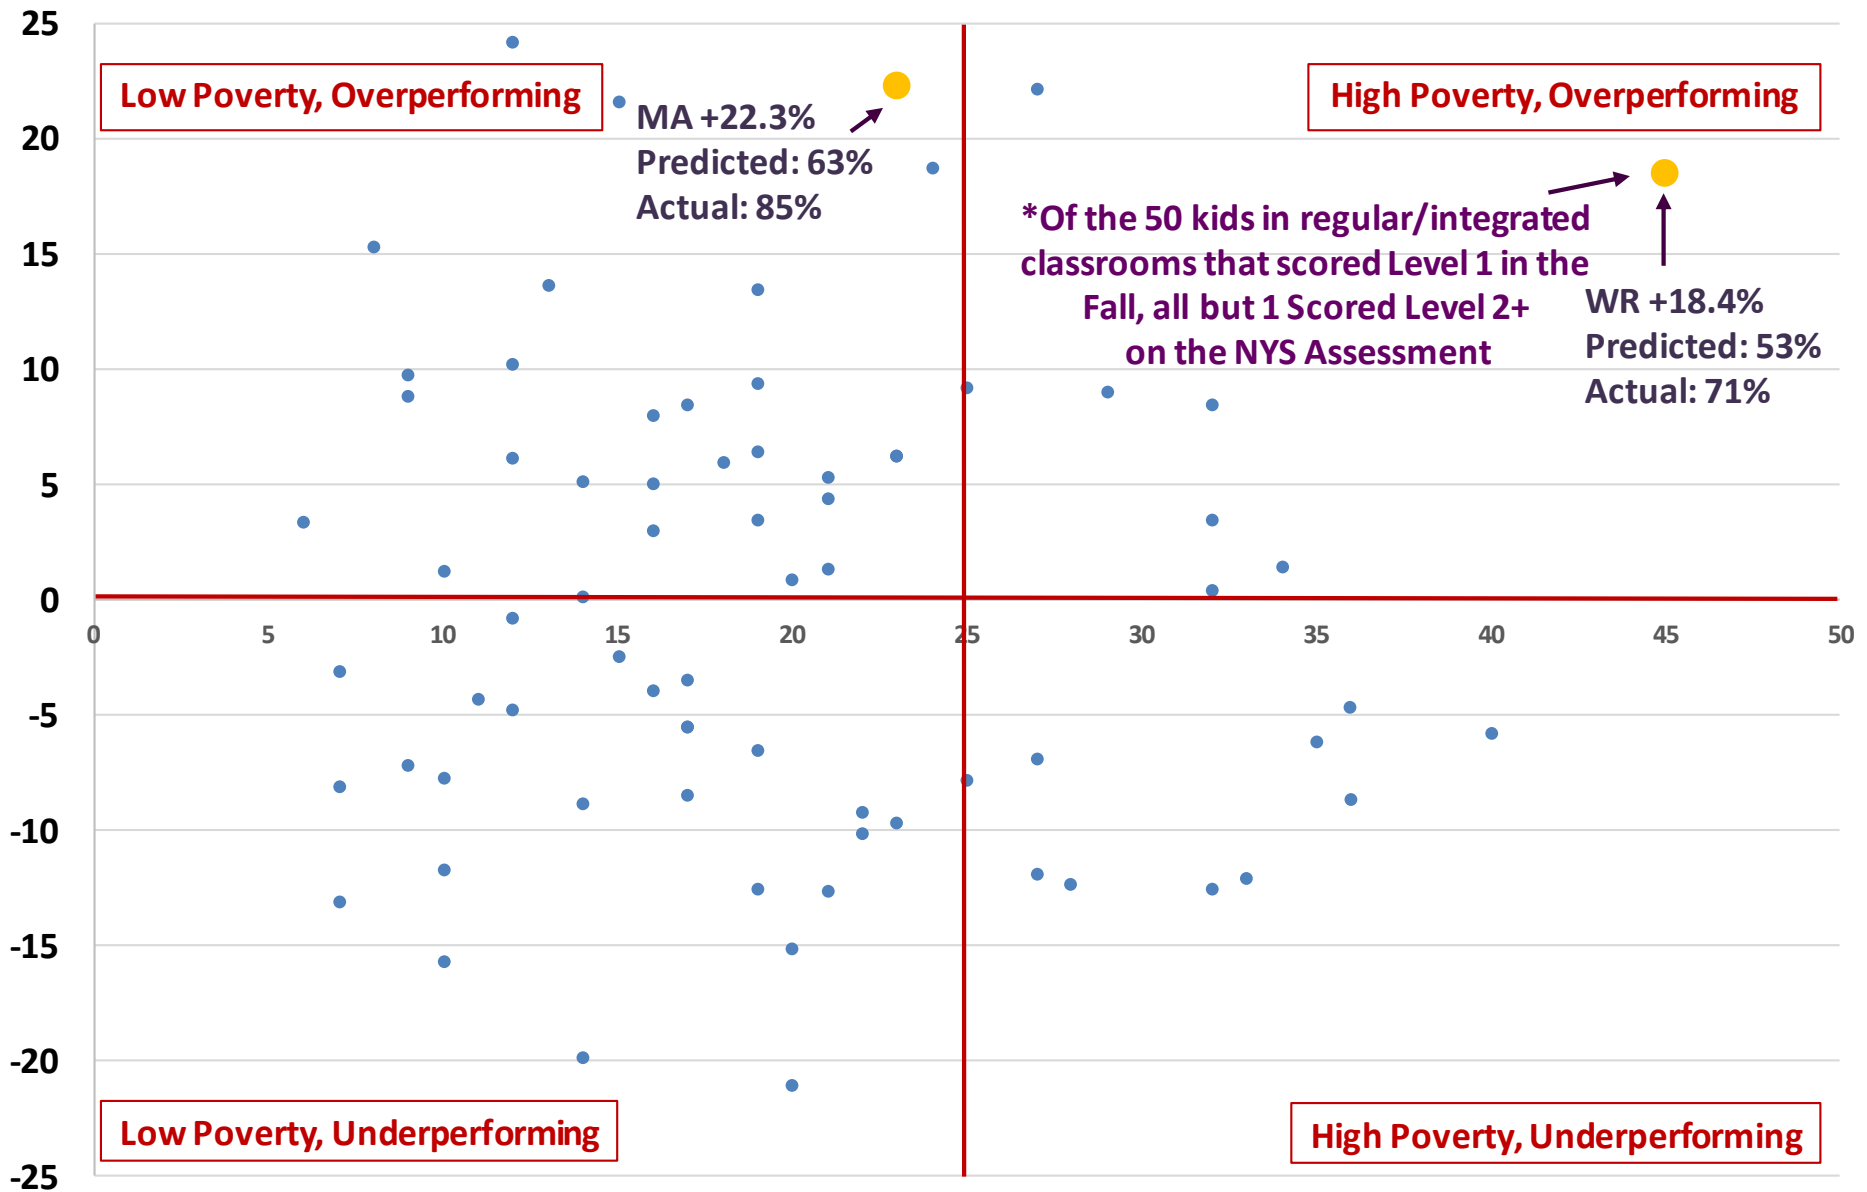 25
Low Poverty, Overperforming
High Poverty, Overperforming
MA +22.3%
Predicted: 63%
Actual: 85%
20
*Of the 50 kids in regular/integrated
classrooms that scored Level 1 in the
Fall, all but 1 Scored Level 2+
on the NYS Assessment
WR +18.4%
Predicted: 53%
Actual: 71%
15
10
5
0
0 5 10 15 20 25 30 35 40 45 50
-5
-10
-15
-20
Low Poverty, Underperforming
High Poverty, Underperforming
-25